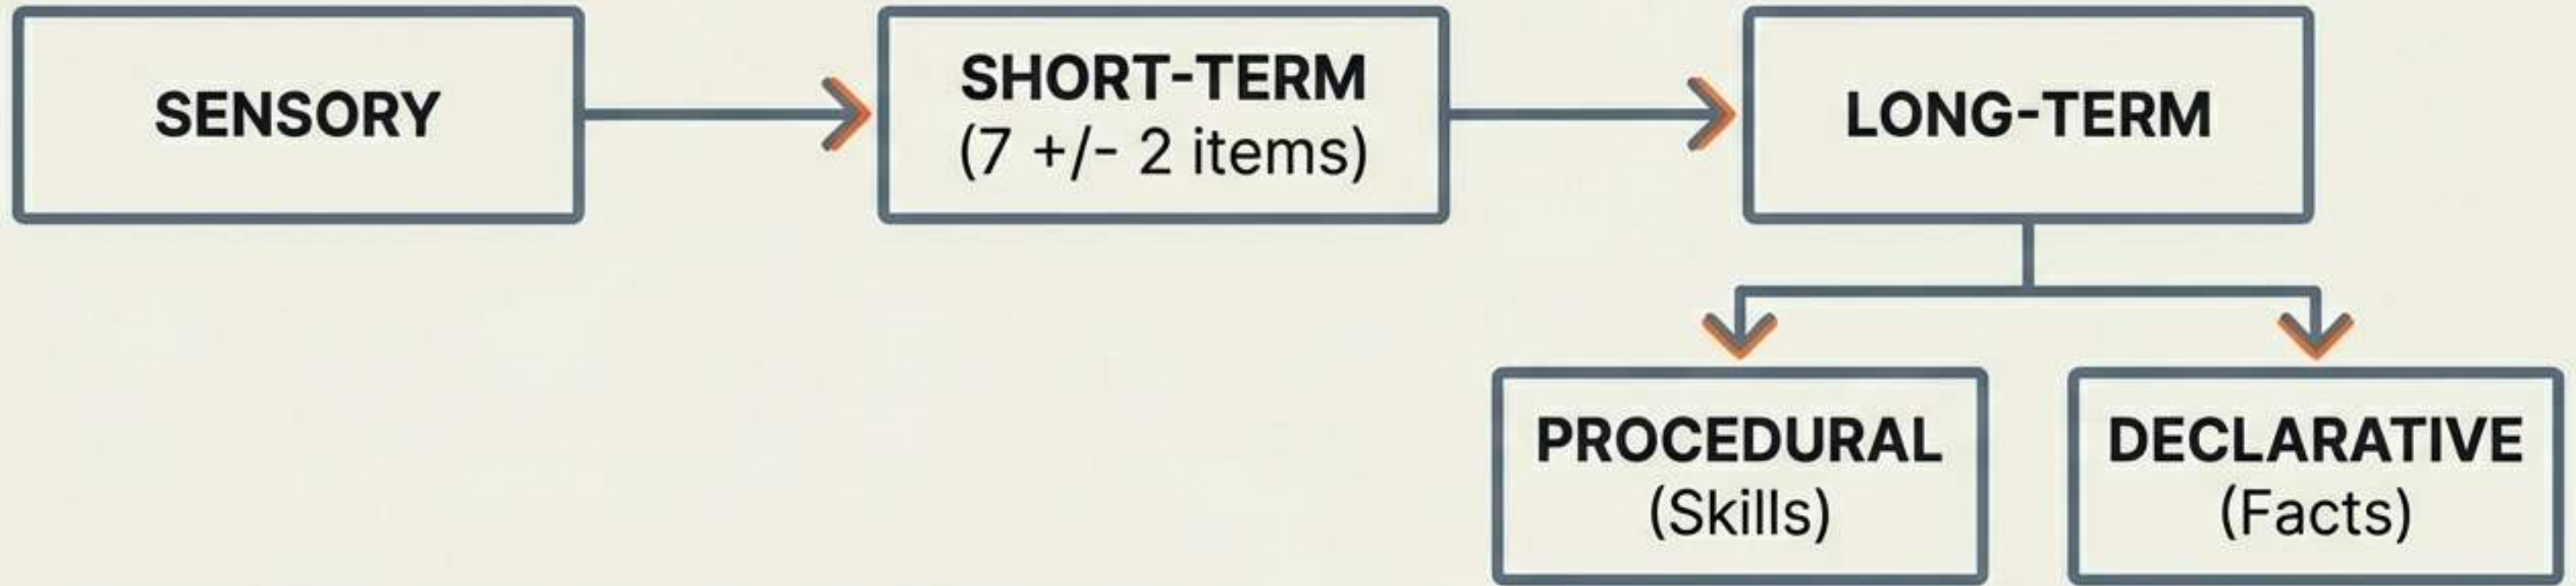 SENSORY
SHORT-TERM
(7 +/- 2 items)
LONG-TERM
PROCEDURAL
(Skills)
DECLARATIVE
(Facts)